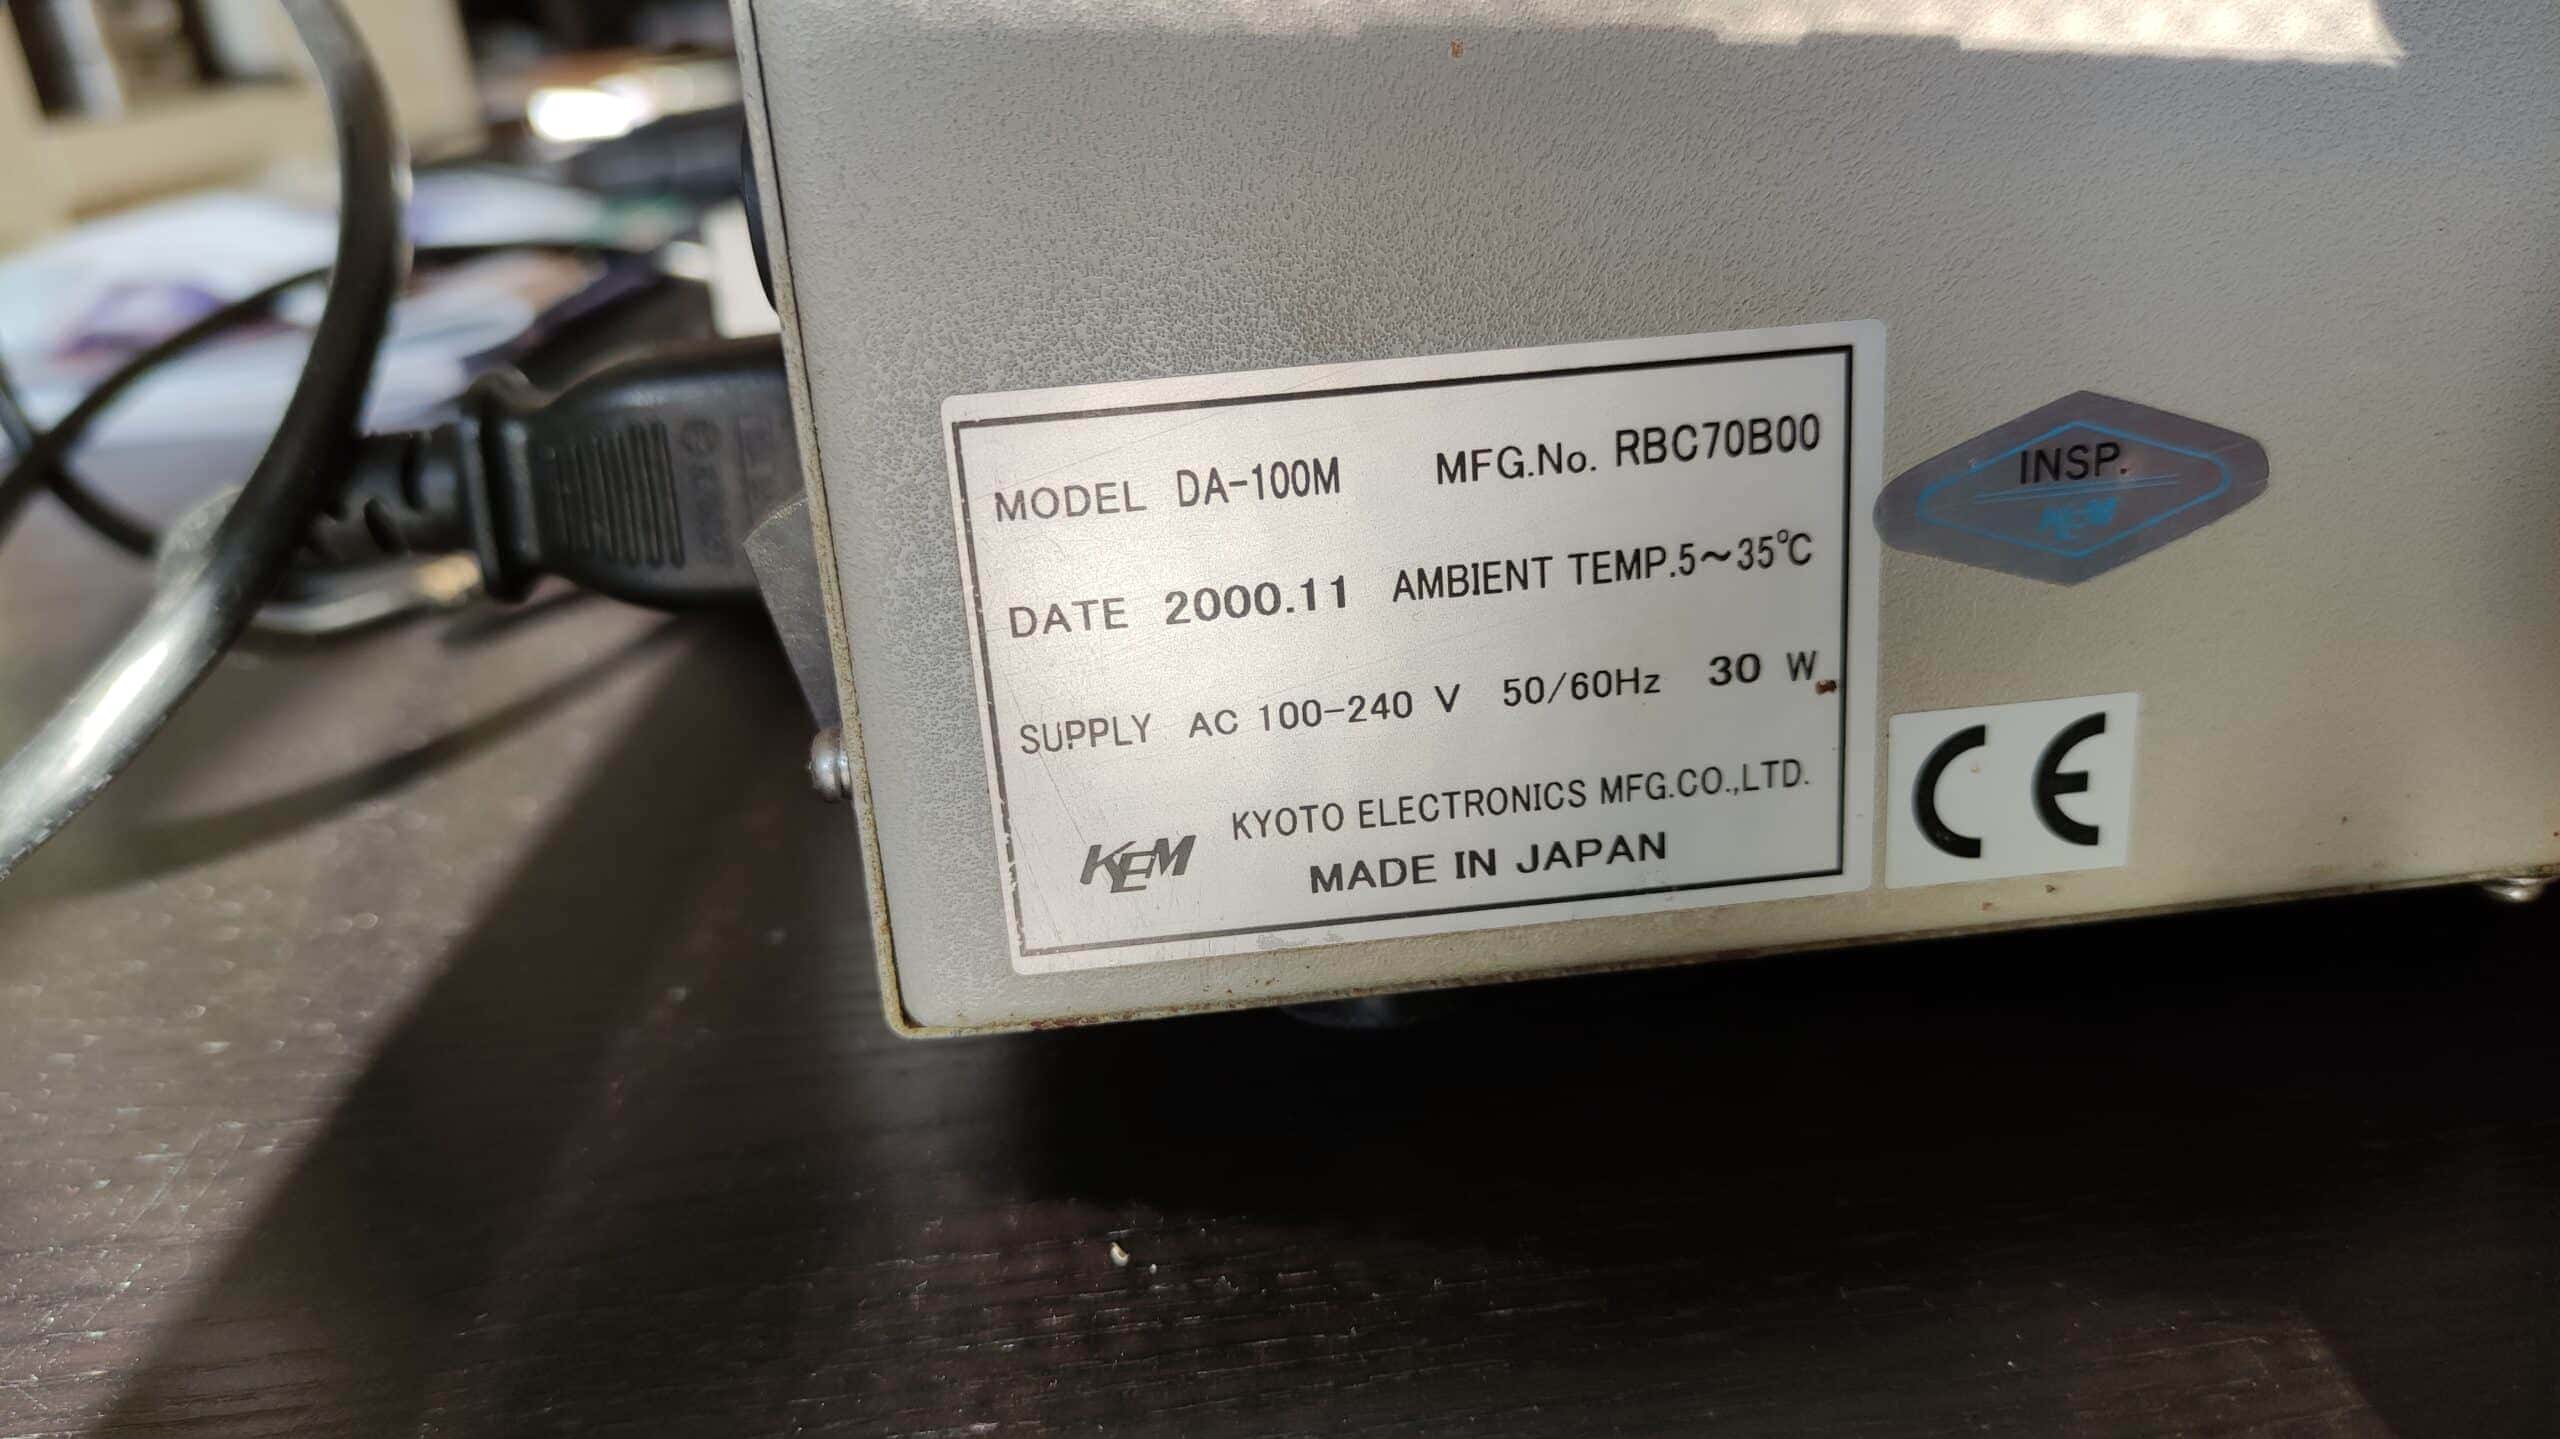 MODEL DA-100M MFG.No. RBC70B00
DATE 2000.11 AMBIENT TEMP.5～35℃
SUPPLY AC 100-240 V 50/60Hz 30 W
KEM KYOTO ELECTRONICS MFG.CO.,LTD.
MADE IN JAPAN
INSP.
KEM
CE